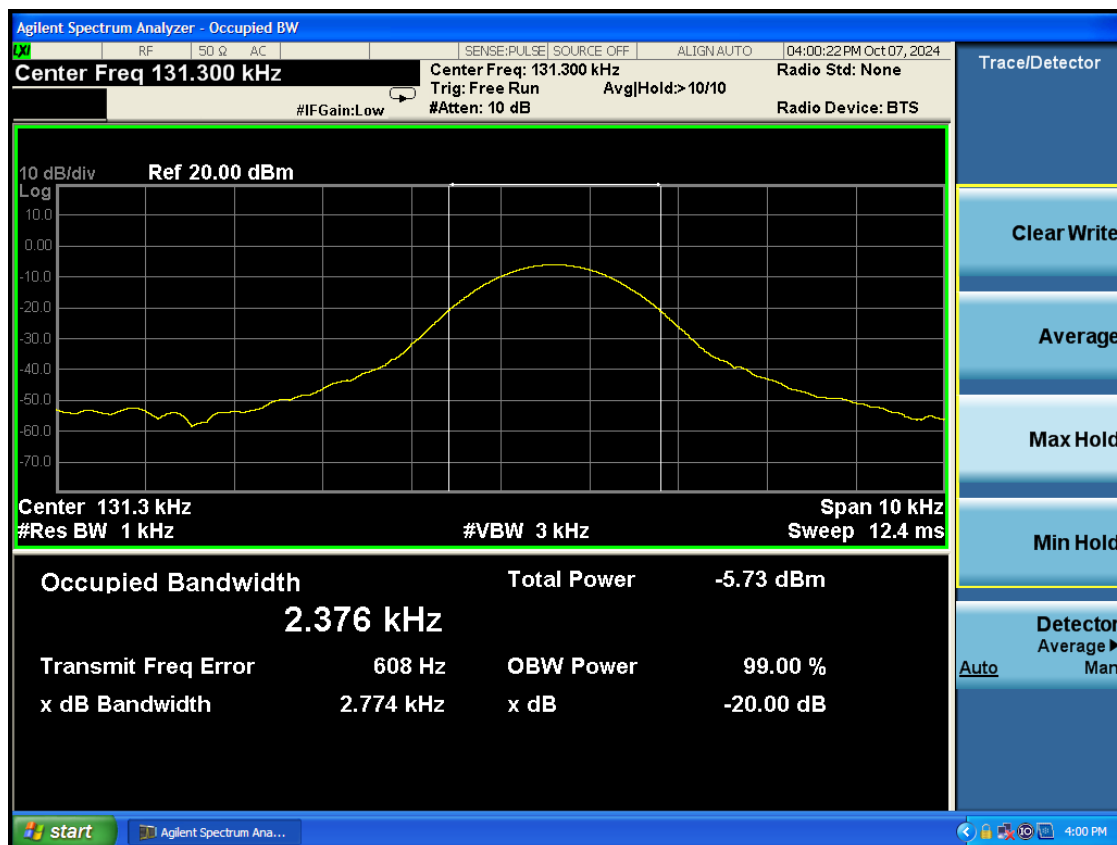 Agilent Spectrum Analyzer - Occupied BW
LXI RF 50 Ω AC SENSE:PULSE SOURCE OFF ALIGN AUTO 04:00:22 PM Oct 07, 2024
Center Freq 131.300 kHz
Center Freq: 131.300 kHz Radio Std: None
Trig: Free Run Avg|Hold:>10/10
#IFGain:Low #Atten: 10 dB Radio Device: BTS
10 dB/div Ref 20.00 dBm
Log
10.0
0.00
-10.0
-20.0
-30.0
-40.0
-50.0
-60.0
-70.0
Center 131.3 kHz Span 10 kHz
#Res BW 1 kHz #VBW 3 kHz Sweep 12.4 ms
Occupied Bandwidth Total Power -5.73 dBm
2.376 kHz
Transmit Freq Error 608 Hz OBW Power 99.00 %
x dB Bandwidth 2.774 kHz x dB -20.00 dB
Trace/Detector
Clear Write
Average
Max Hold
Min Hold
Detector
Average
Auto Man
start Agilent Spectrum Ana... 4:00 PM